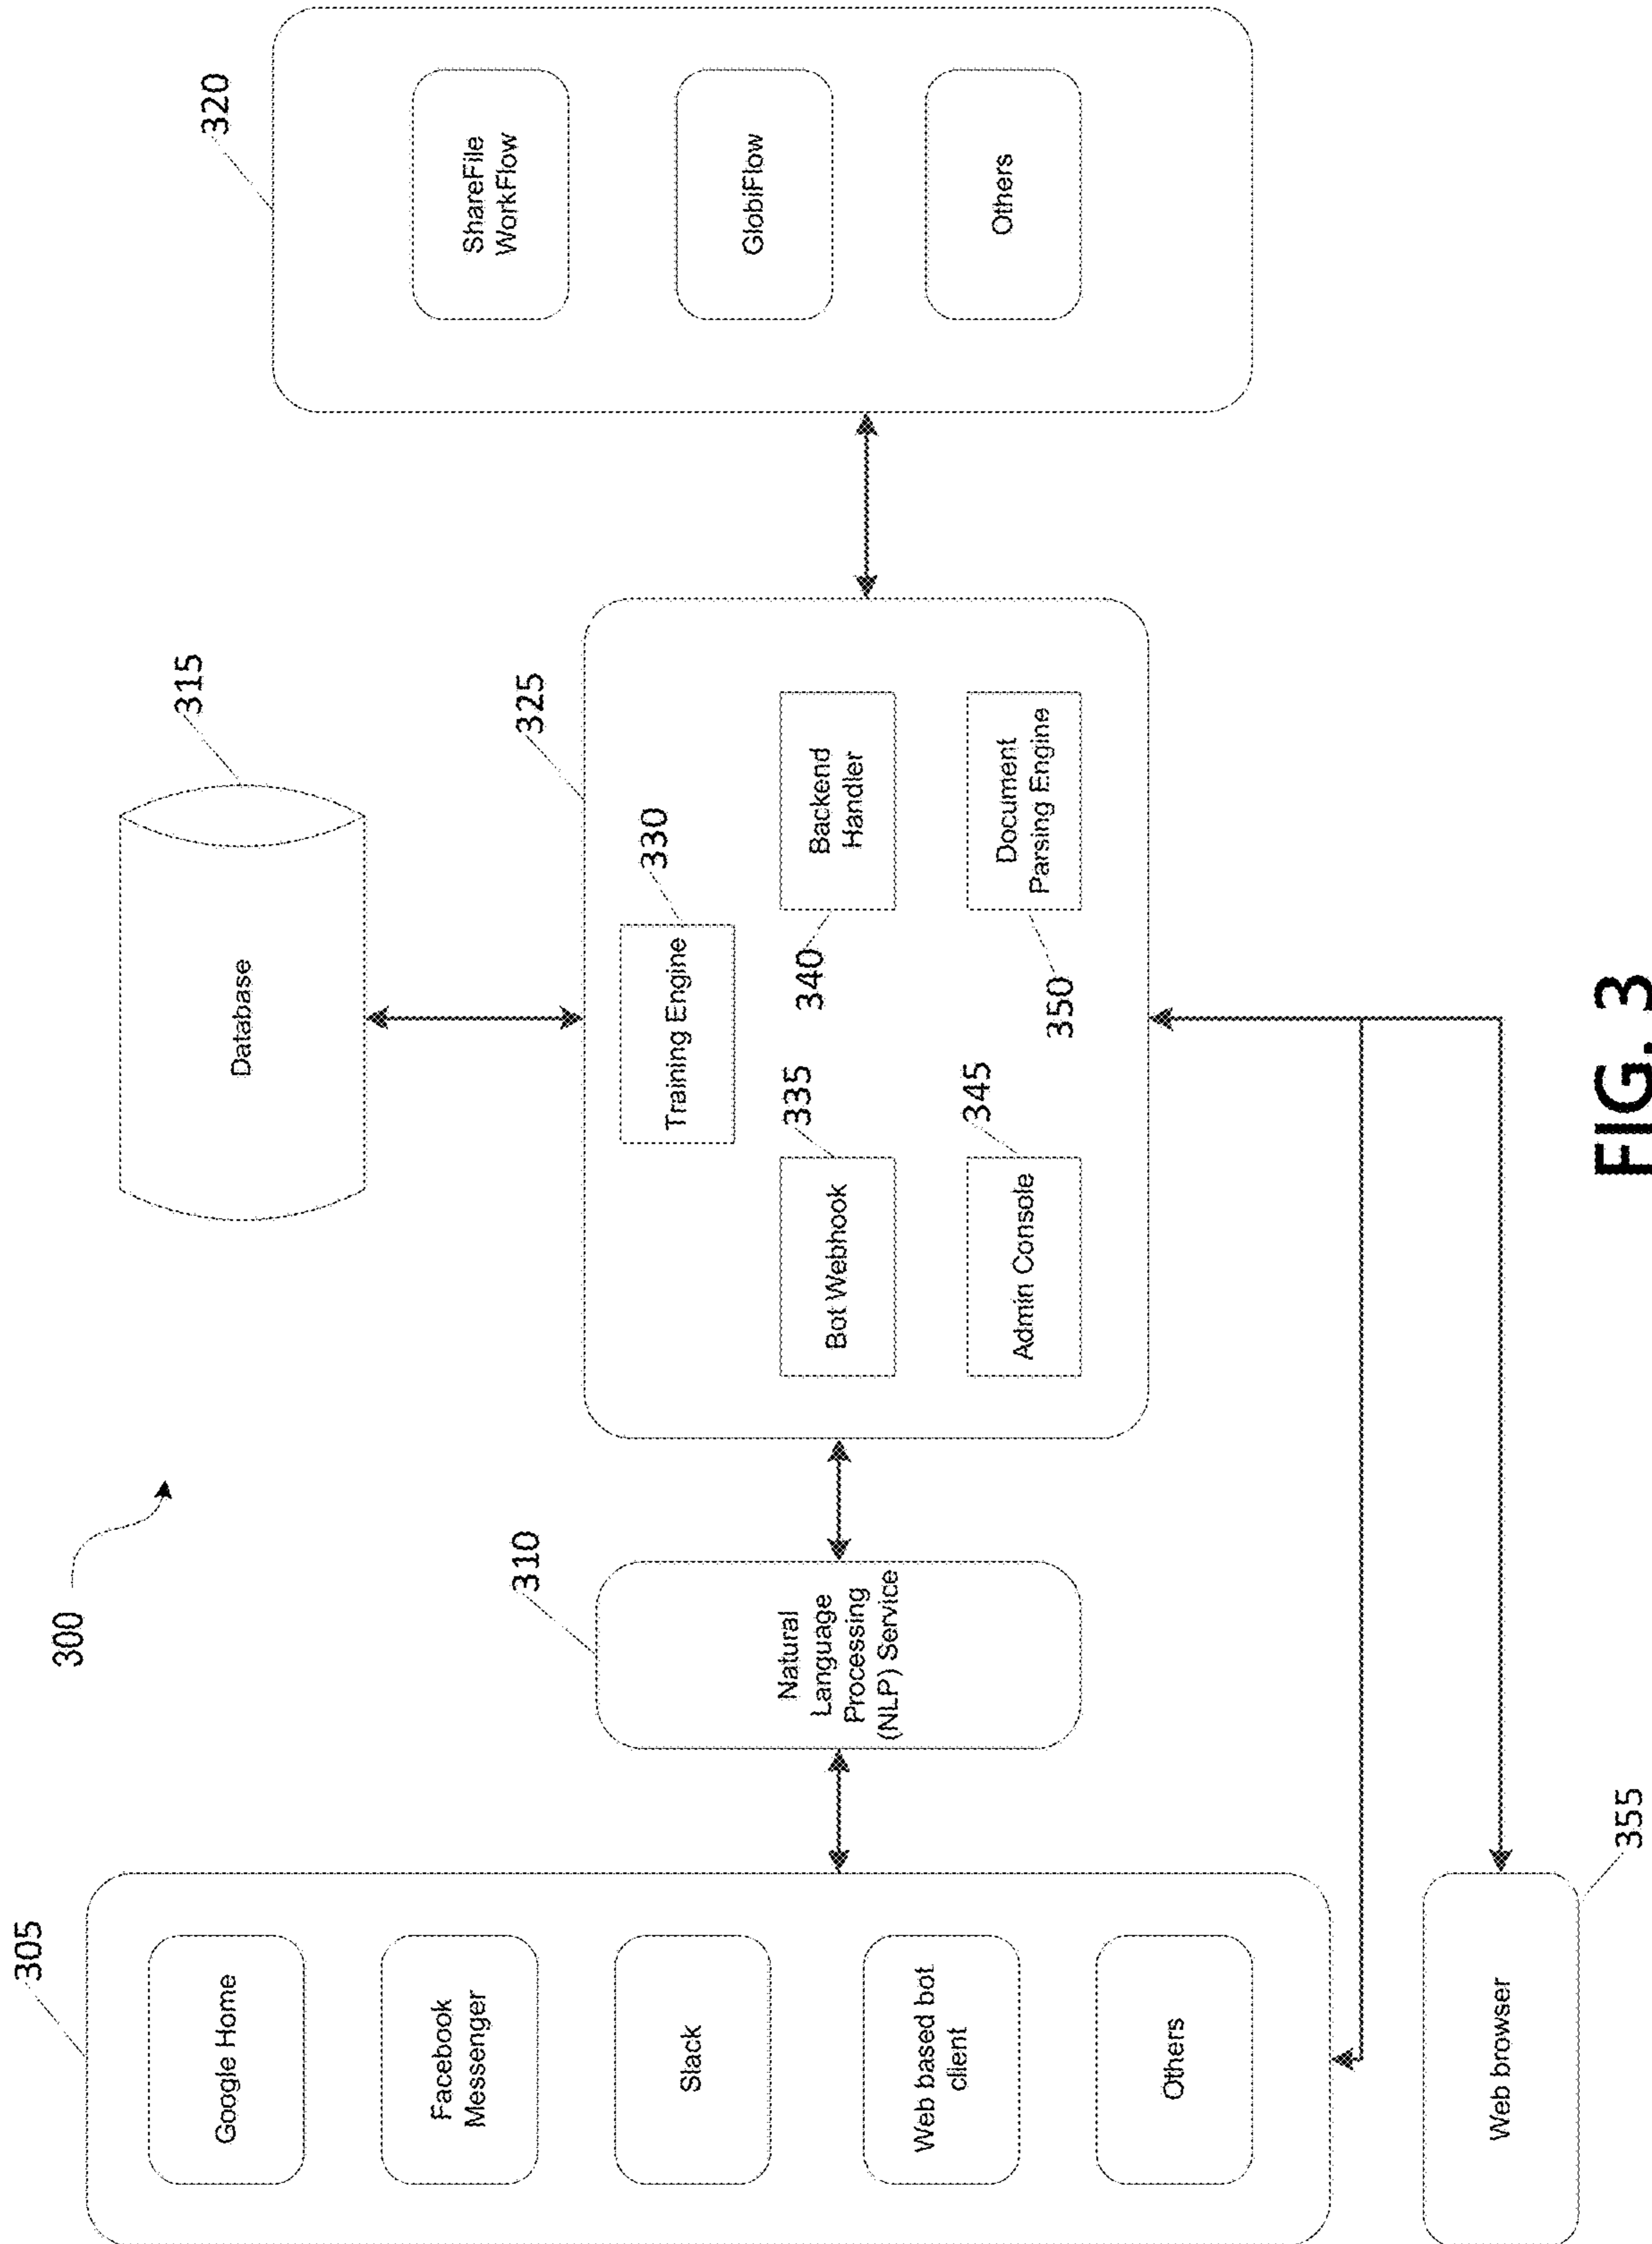 300
305
Google Home
Facebook
Messenger
Slack
Web based bot
client
Others
310
Natural
Language
Processing
(NLP) Service
315
Database
325
Training Engine
330
Bot Webhook
335
Backend
Handler
340
Admin Console
345
Document
Parsing Engine
350
320
ShareFile
WorkFlow
GlobiFlow
Others
Web browser
355
FIG. 3